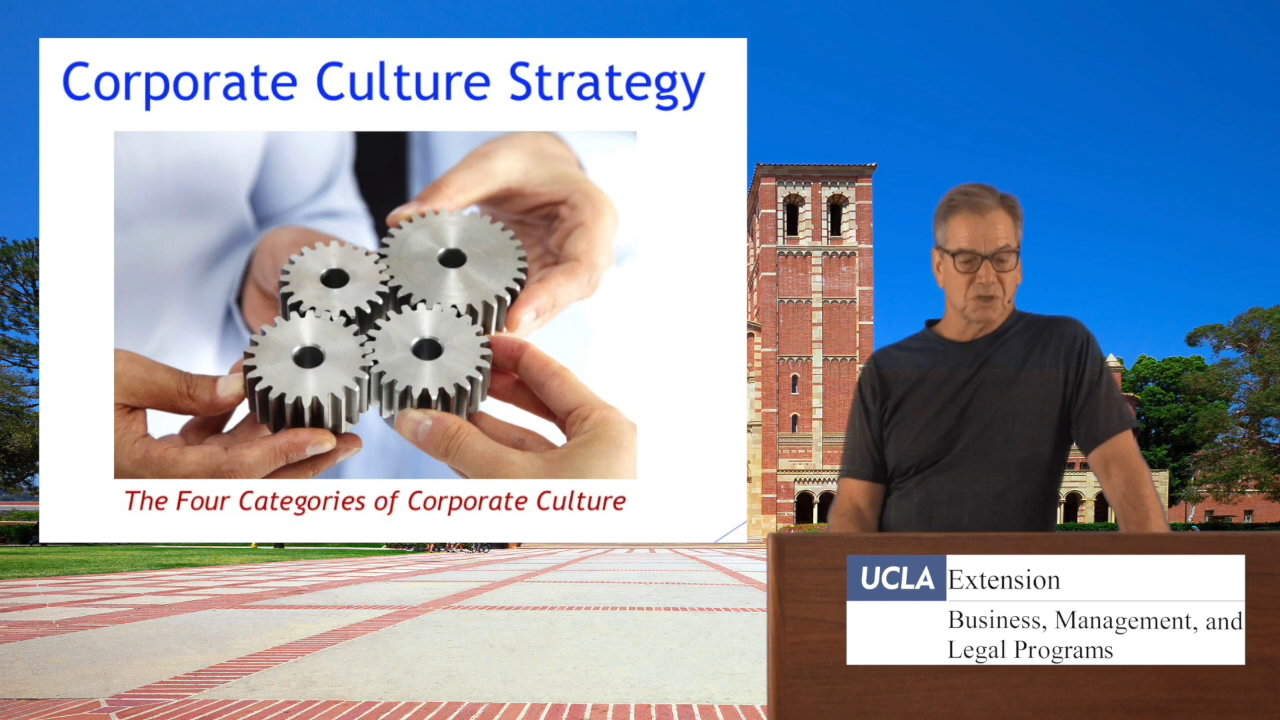 Corporate Culture Strategy
The Four Categories of Corporate Culture
UCLA Extension
Business, Management, and
Legal Programs